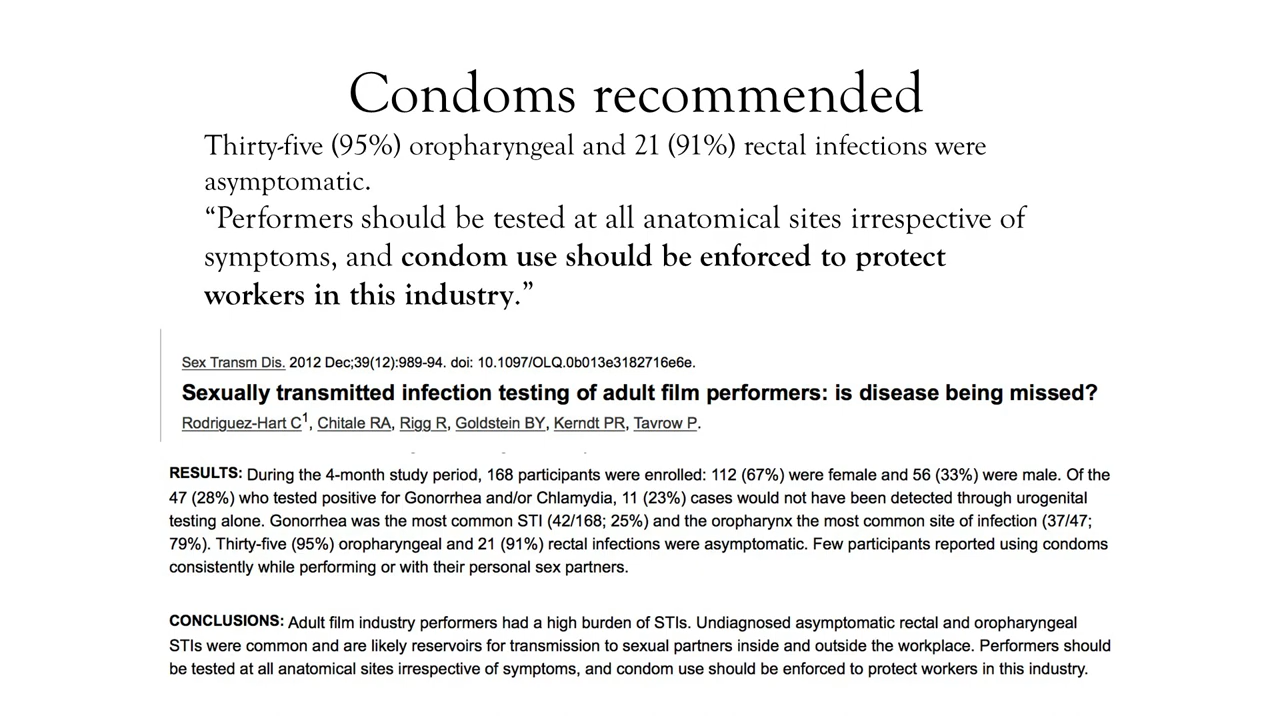 Condoms recommended
Thirty-five (95%) oropharyngeal and 21 (91%) rectal infections were
asymptomatic.
“Performers should be tested at all anatomical sites irrespective of
symptoms, and condom use should be enforced to protect
workers in this industry.”
Sex Transm Dis. 2012 Dec;39(12):989-94. doi: 10.1097/OLQ.0b013e3182716e6e.
Sexually transmitted infection testing of adult film performers: is disease being missed?
Rodriguez-Hart C1, Chitale RA, Rigg R, Goldstein BY, Kerndt PR, Tavrow P.
RESULTS: During the 4-month study period, 168 participants were enrolled: 112 (67%) were female and 56 (33%) were male. Of the
47 (28%) who tested positive for Gonorrhea and/or Chlamydia, 11 (23%) cases would not have been detected through urogenital
testing alone. Gonorrhea was the most common STI (42/168; 25%) and the oropharynx the most common site of infection (37/47;
79%). Thirty-five (95%) oropharyngeal and 21 (91%) rectal infections were asymptomatic. Few participants reported using condoms
consistently while performing or with their personal sex partners.
CONCLUSIONS: Adult film industry performers had a high burden of STIs. Undiagnosed asymptomatic rectal and oropharyngeal
STIs were common and are likely reservoirs for transmission to sexual partners inside and outside the workplace. Performers should
be tested at all anatomical sites irrespective of symptoms, and condom use should be enforced to protect workers in this industry.